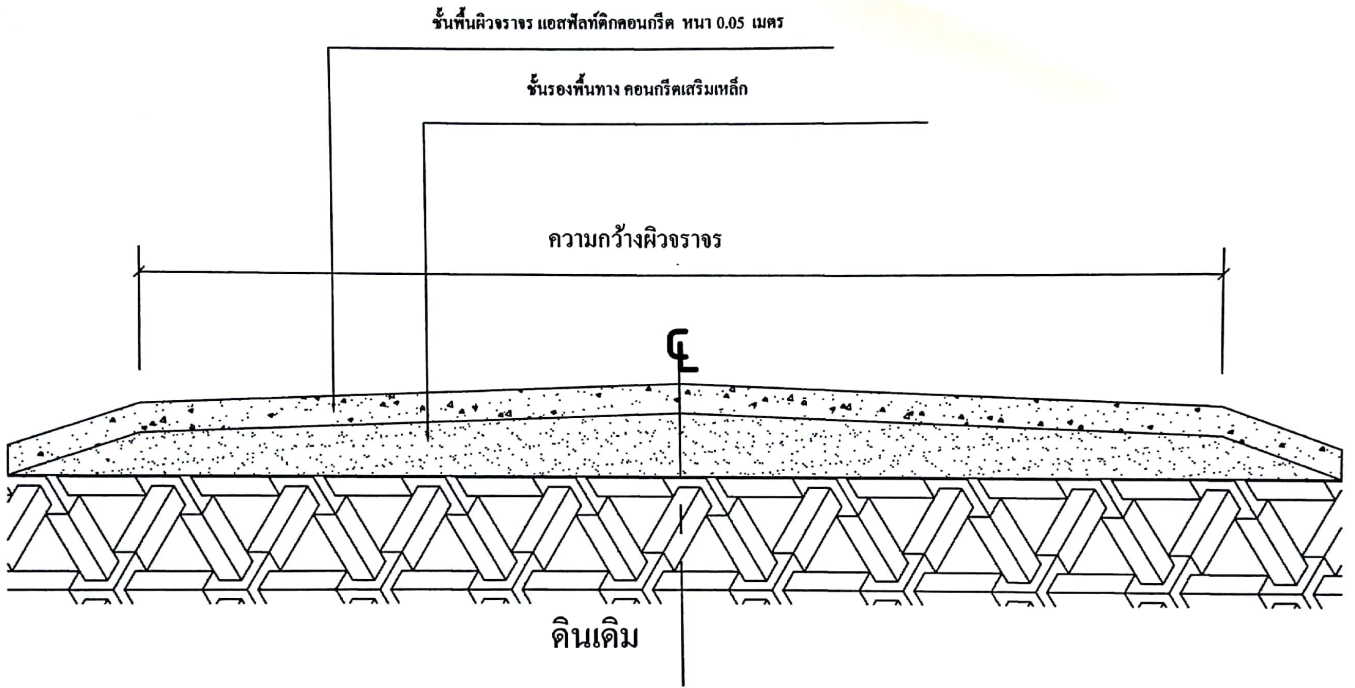 ชั้นพื้นผิวจราจร แอสฟัลท์ติกคอนกรีต หนา 0.05 เมตร
ชั้นรองพื้นทาง คอนกรีตเสริมเหล็ก
ความกว้างผิวจราจร
℄
ดินเดิม